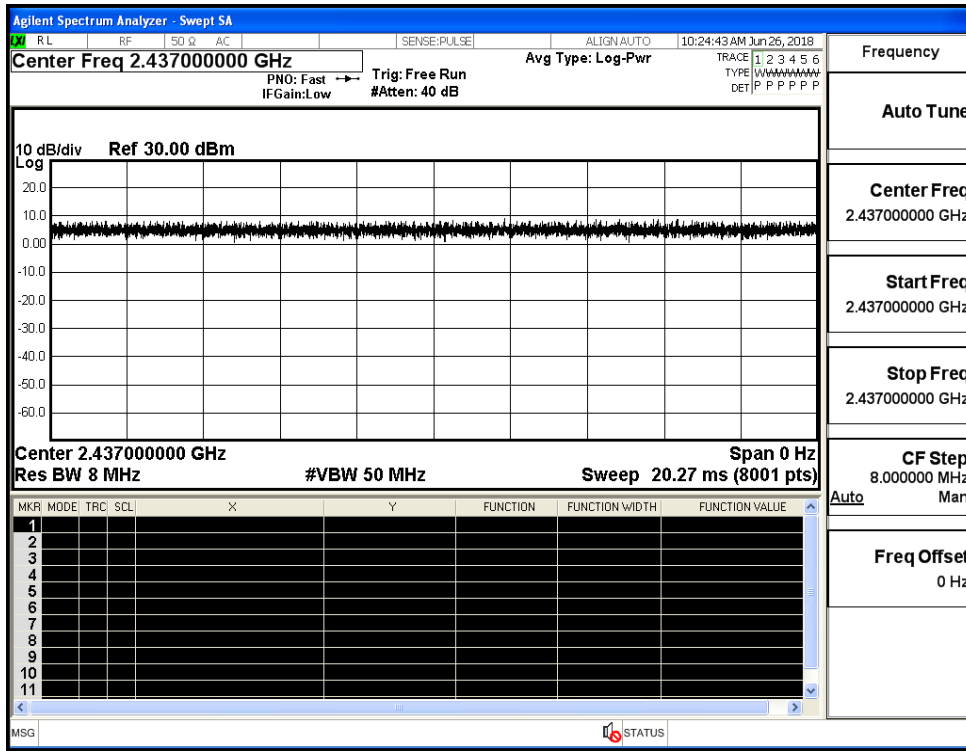 Agilent Spectrum Analyzer - Swept SA
LXI RL RF 50 Ω AC SENSE:PULSE ALIGN AUTO 10:24:43 AM Jun 26, 2018
Center Freq 2.437000000 GHz
Avg Type: Log-Pwr
TRACE 1 2 3 4 5 6
PNO: Fast
Trig: Free Run
TYPE
IFGain:Low
#Atten: 40 dB
DET P P P P P P
10 dB/div Ref 30.00 dBm
Log
20.0
10.0
0.00
-10.0
-20.0
-30.0
-40.0
-50.0
-60.0
Center 2.437000000 GHz Span 0 Hz
Res BW 8 MHz #VBW 50 MHz Sweep 20.27 ms (8001 pts)
MKR MODE TRC SCL X Y FUNCTION FUNCTION WIDTH FUNCTION VALUE
1
2
3
4
5
6
7
8
9
10
11
MSG STATUS
Frequency
Auto Tune
Center Freq
2.437000000 GHz
Start Freq
2.437000000 GHz
Stop Freq
2.437000000 GHz
CF Step
8.000000 MHz
Auto Man
Freq Offset
0 Hz